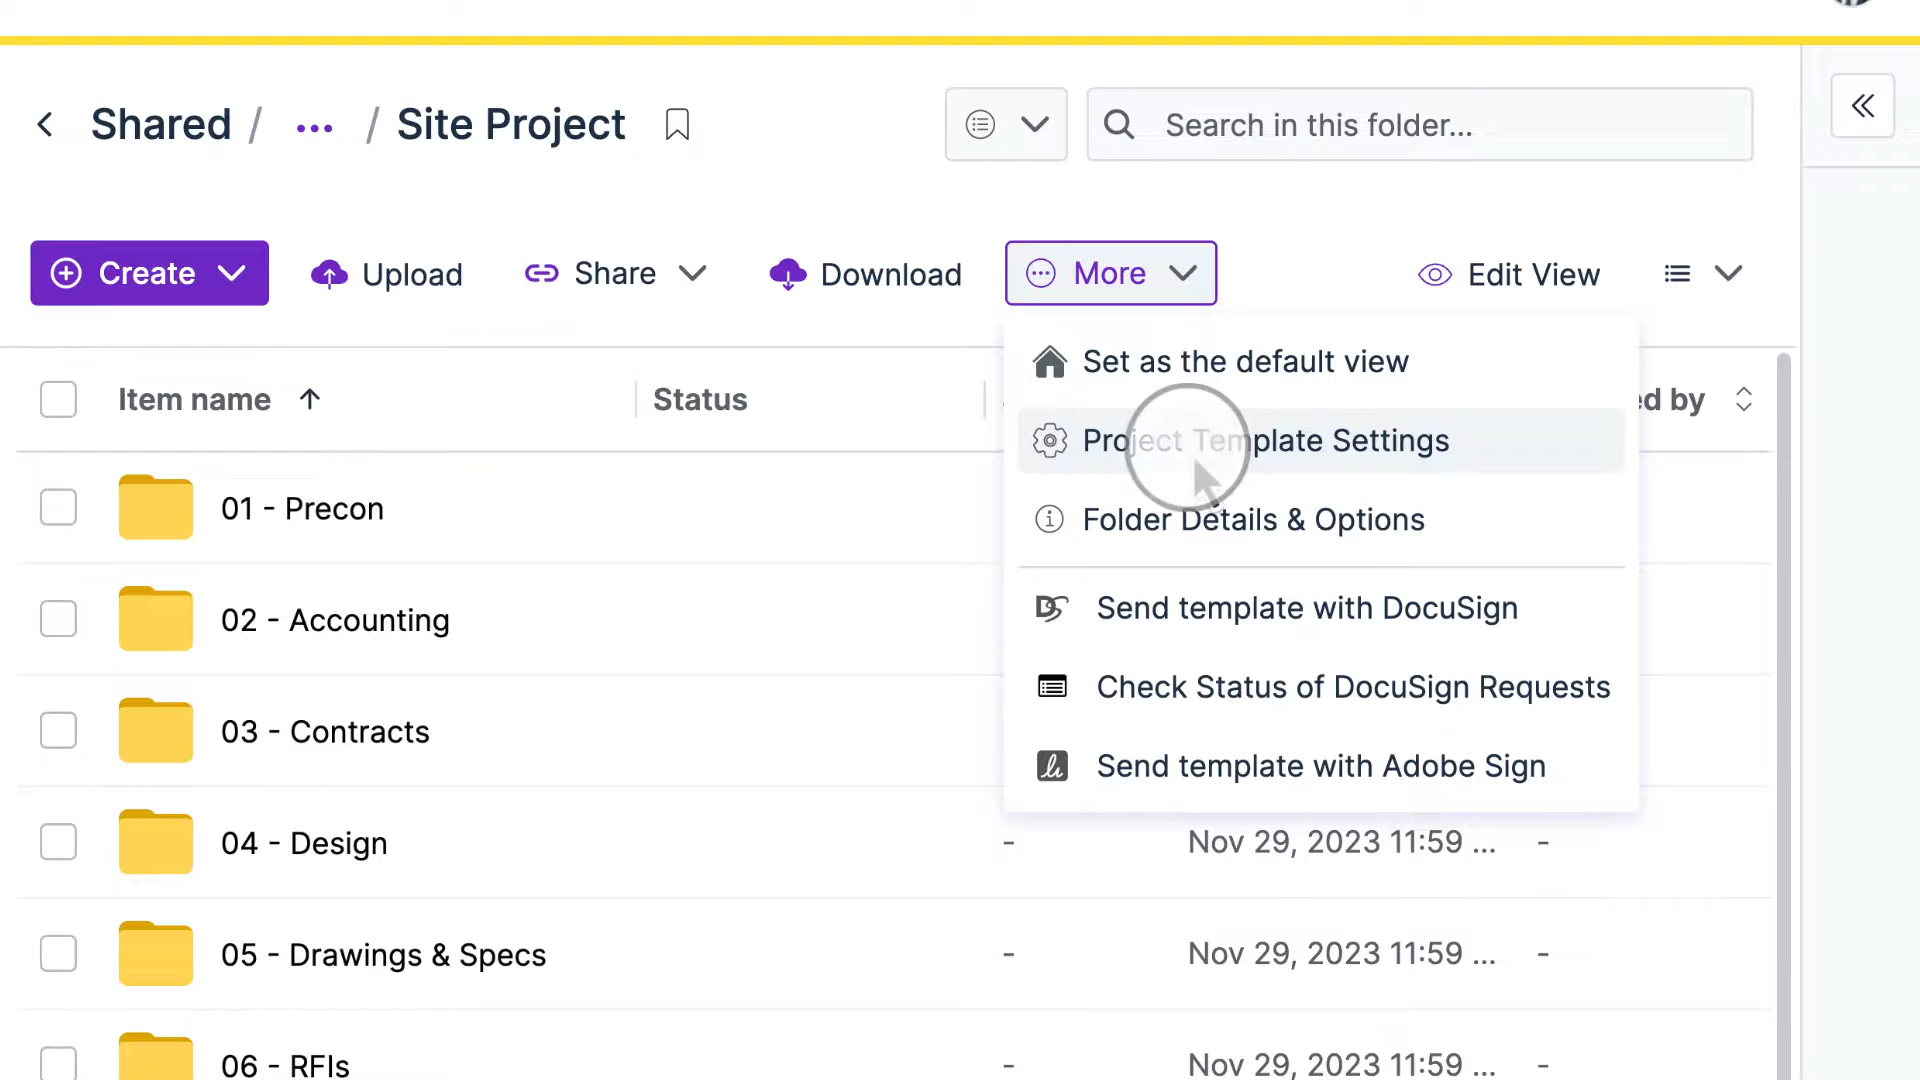 Shared / ... / Site Project
Search in this folder...
Create
Upload
Share
Download
More
Edit View
Set as the default view
Project Template Settings
Folder Details & Options
Send template with DocuSign
Check Status of DocuSign Requests
Send template with Adobe Sign
Item name
Status
ed by
01 - Precon
02 - Accounting
03 - Contracts
04 - Design - Nov 29, 2023 11:59 ... -
05 - Drawings & Specs - Nov 29, 2023 11:59 ... -
06 - RFIs - Nov 29, 2023 11:59 ... -